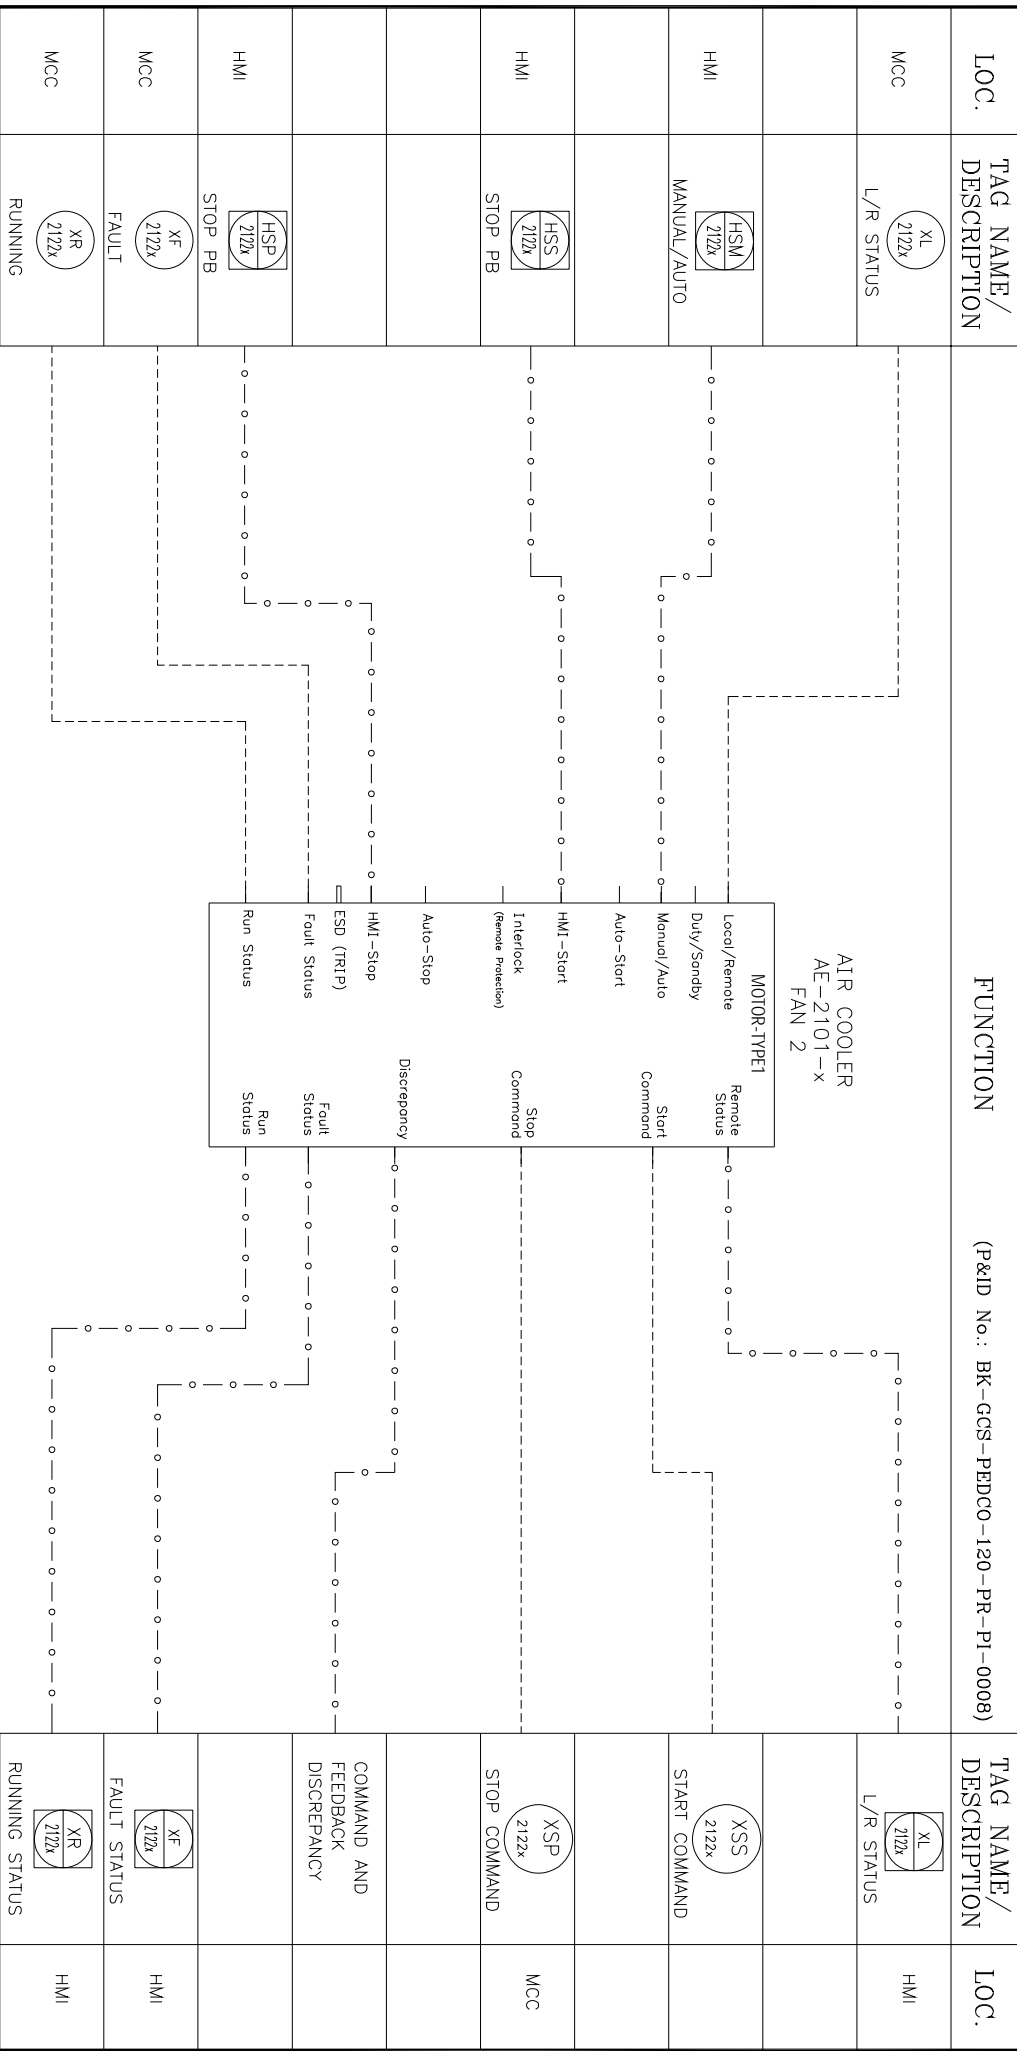 LOC.
TAG NAME/
DESCRIPTION
FUNCTION
(P&ID No.: BK-GCS-PEDCO-120-PR-PI-0008)
TAG NAME/
DESCRIPTION
LOC.
MCC
XL
2122x
L/R STATUS
HMI
HSM
2122x
MANUAL/AUTO
HMI
HSS
2122x
STOP PB
HMI
HSP
2122x
STOP PB
MCC
XF
2122x
FAULT
MCC
XR
2122x
RUNNING
AIR COOLER
AE-2101-x
FAN 2
MOTOR-TYPE1
Local/Remote
Duty/Sandby
Manual/Auto
Auto-Start
HMI-Start
Interlock
(Remote Protection)
Auto-Stop
HMI-Stop
ESD (TRIP)
Fault Status
Run Status
Remote
Status
Start
Command
Stop
Command
Discrepancy
Fault
Status
Run
Status
XL
2122x
L/R STATUS
HMI
XSS
2122x
START COMMAND
XSP
2122x
STOP COMMAND
MCC
COMMAND AND
FEEDBACK
DISCREPANCY
XF
2122x
FAULT STATUS
HMI
XR
2122x
RUNNING STATUS
HMI